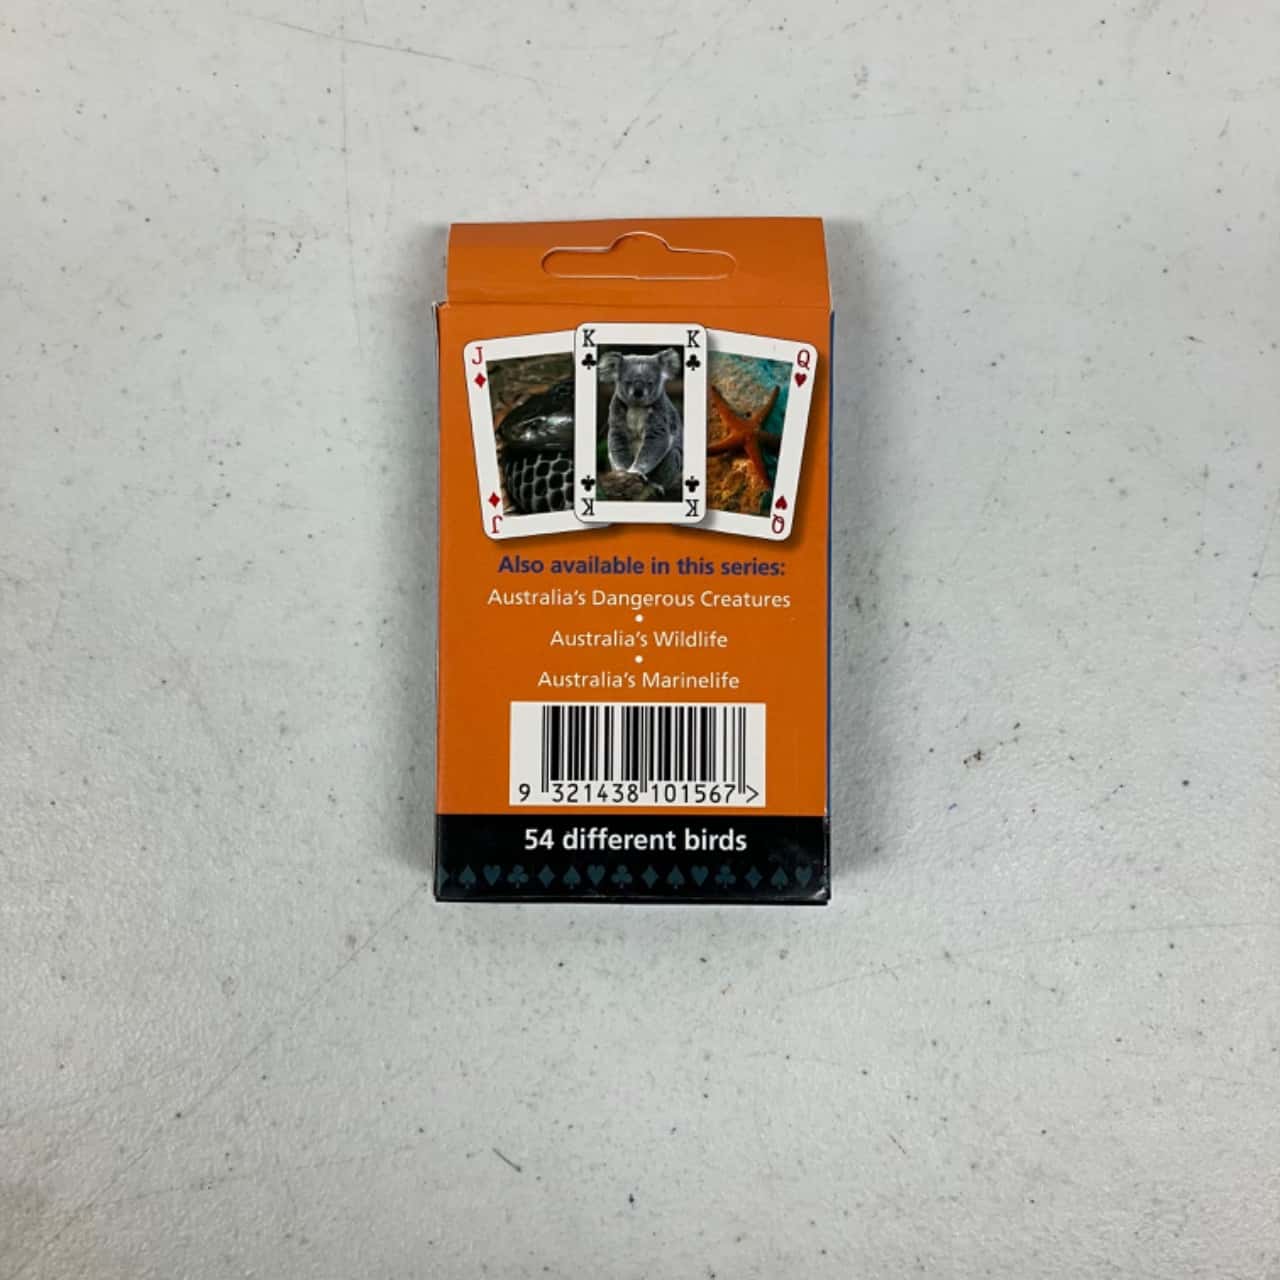 J K K Q
J K K Q
Also available in this series:
Australia's Dangerous Creatures
•
Australia's Wildlife
•
Australia's Marinelife
9 321438 101567 >
54 different birds